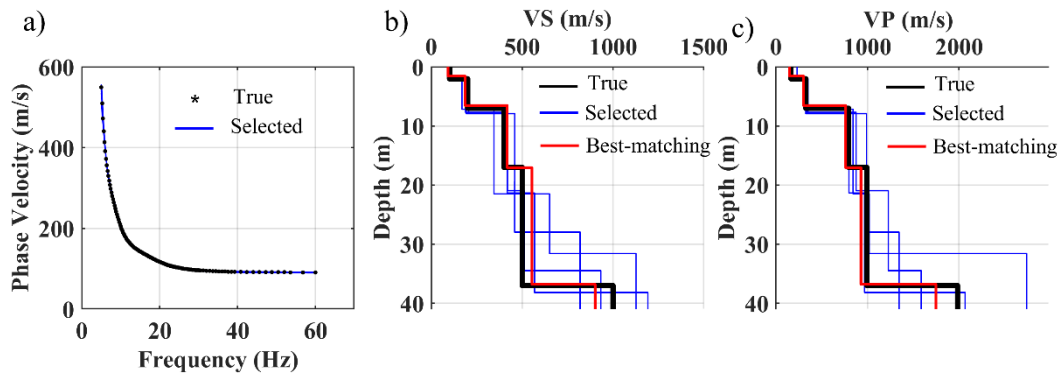 a)
600
400
200
0
Phase Velocity (m/s)
True
Selected
0 20 40 60
Frequency (Hz)
b)
VS (m/s)
0 500 1000 1500
0
10
20
30
40
Depth (m)
True
Selected
Best-matching
c)
VP (m/s)
0 1000 2000
0
10
20
30
40
Depth (m)
True
Selected
Best-matching